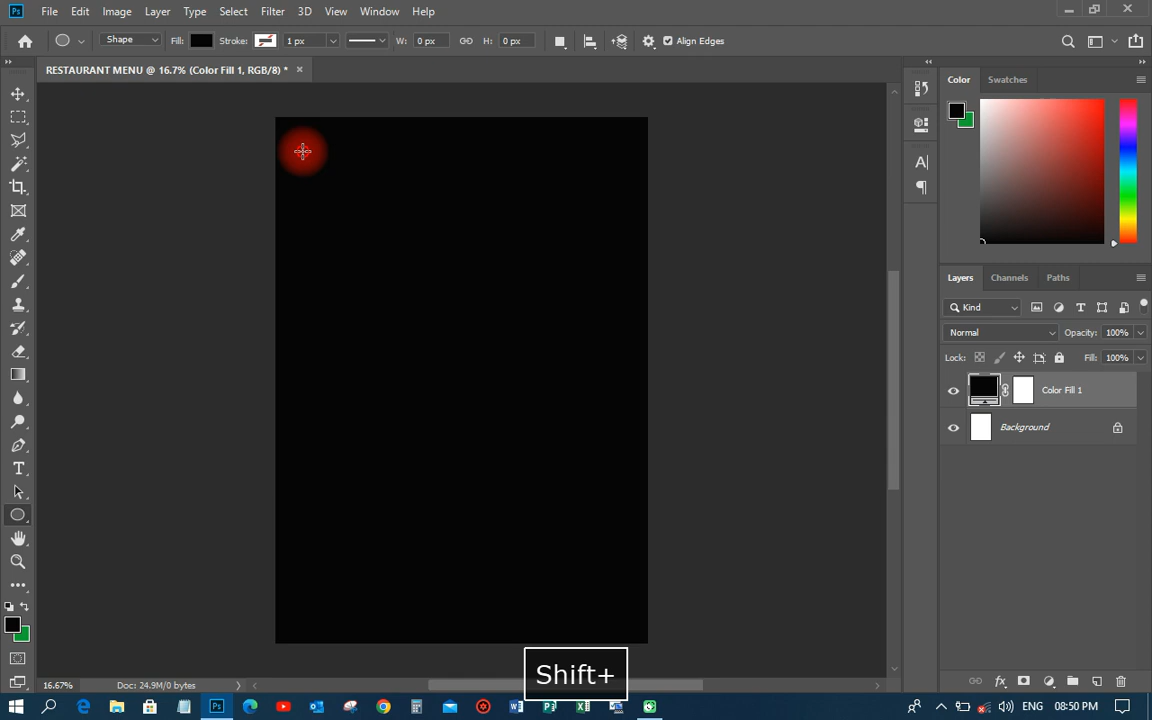 Ps File Edit Image Layer Type Select Filter 3D View Window Help
Shape Fill: Stroke: 1 px W: 0 px H: 0 px Align Edges
RESTAURANT MENU @ 16.7% (Color Fill 1, RGB/8) *
Color Swatches
Layers Channels Paths
Kind
Normal Opacity: 100%
Lock: Fill: 100%
Color Fill 1
Background
Shift+
16.67% Doc: 24.9M/0 bytes
Ps ENG 08:50 PM